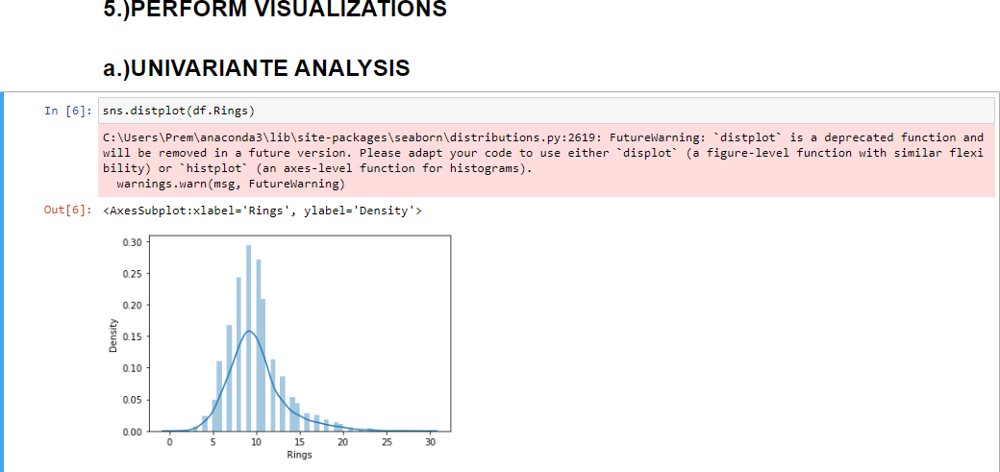 5.)PERFORM VISUALIZATIONS
a.)UNIVARIANTE ANALYSIS
In [6]: sns.distplot(df.Rings)
C:\Users\Prem\anaconda3\lib\site-packages\seaborn\distributions.py:2619: FutureWarning: `distplot` is a deprecated function and
will be removed in a future version. Please adapt your code to use either `displot` (a figure-level function with similar flexi
bility) or `histplot` (an axes-level function for histograms).
warnings.warn(msg, FutureWarning)
Out[6]: <AxesSubplot:xlabel='Rings', ylabel='Density'>
0.30
0.25
0.20
0.15
0.10
0.05
0.00
Density
0 5 10 15 20 25 30
Rings